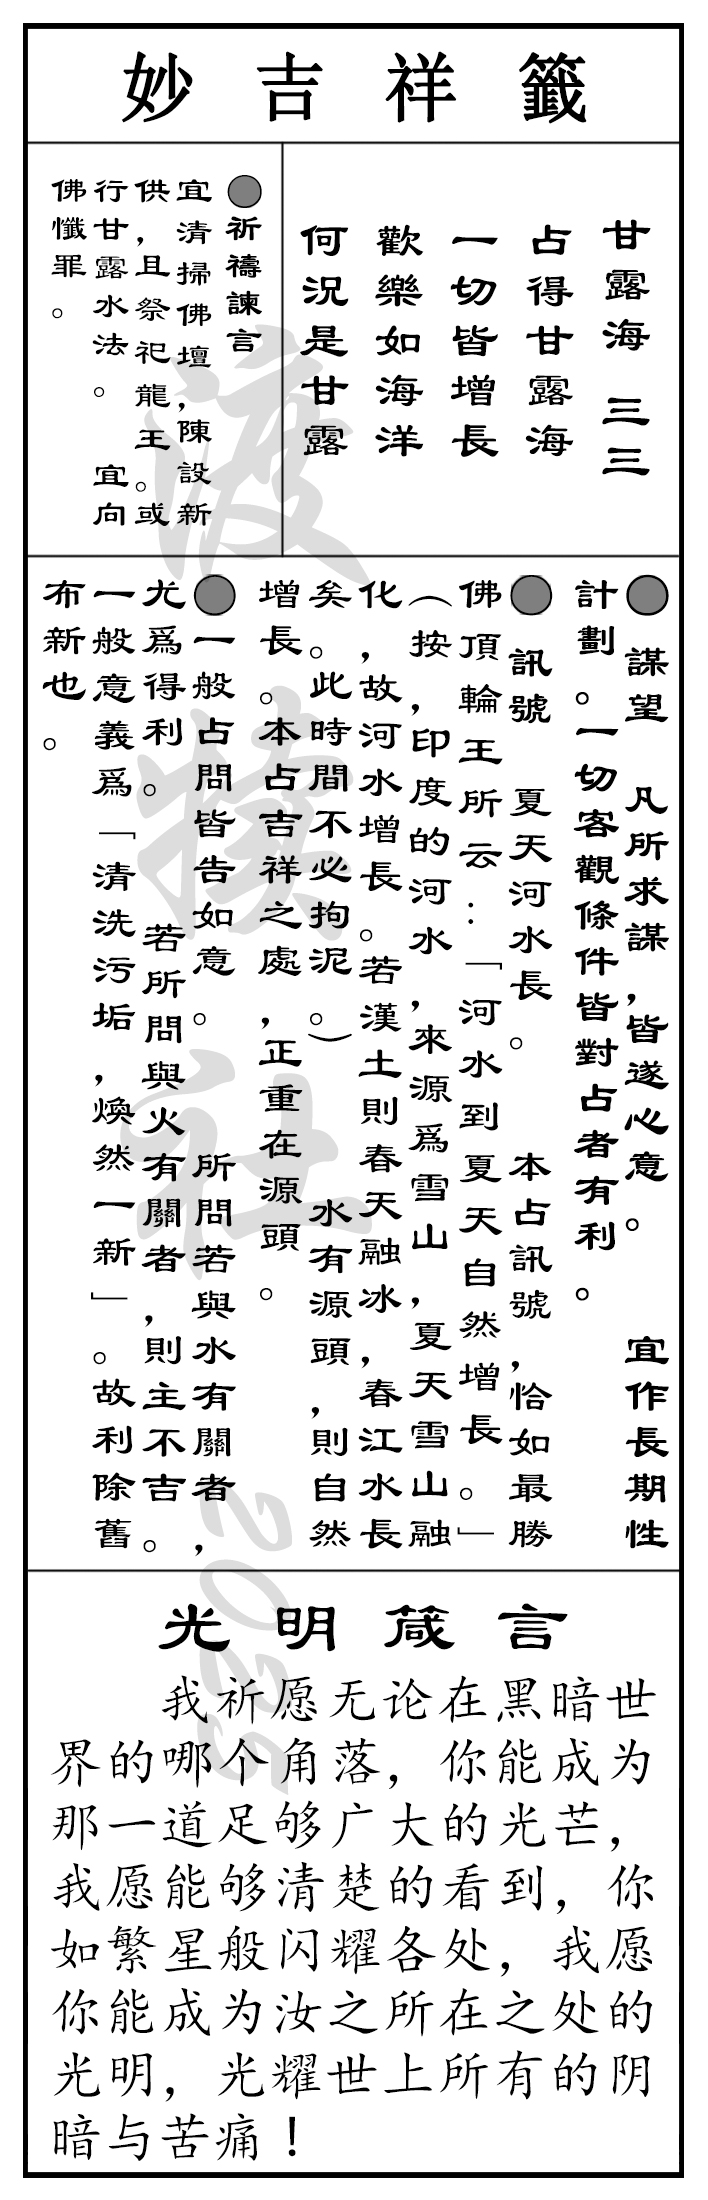 妙吉祥籤
甘露海 三三
占得甘露海
一切皆增長
歡樂如海洋
何況是甘露
●祈禱諫言
宜清掃佛壇，陳設新
供，且祭祀龍王。或
行甘露水法。 宜向
佛懺罪。
● 謀望 凡所求謀，皆遂心意。 宜作長期性
計劃。一切客觀條件皆對占者有利。
● 訊號 夏天河水長。 本占訊號，恰如最勝
佛頂輪王所云：「河水到夏天自然增長。」
（按，印度的河水，來源爲雪山，夏天雪山融
化，故河水增長。若漢土則春天融冰，春江水長
矣。此時間不必拘泥。） 水有源頭，則自然
增長。本占吉祥之處，正重在源頭。
●一般占問皆告如意。 所問若與水有關者，
尤爲得利。 若所問與火有關者，則主不吉。
一般意義爲「清洗污垢，煥然一新」。故利除舊
布新也。
光明箴言
我祈愿无论在黑暗世
界的哪个角落，你能成为
那一道足够广大的光芒，
我愿能够清楚的看到，你
如繁星般闪耀各处，我愿
你能成为汝之所在之处的
光明，光耀世上所有的阴
暗与苦痛！
2025